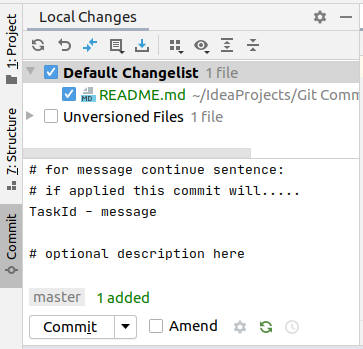 Local Changes
1: Project
Default Changelist 1 file
README.md ~/IdeaProjects/Git Comm
Unversioned Files 1 file
7: Structure
# for message continue sentence:
# if applied this commit will.....
TaskId - message
Commit
# optional description here
master 1 added
Commit Amend